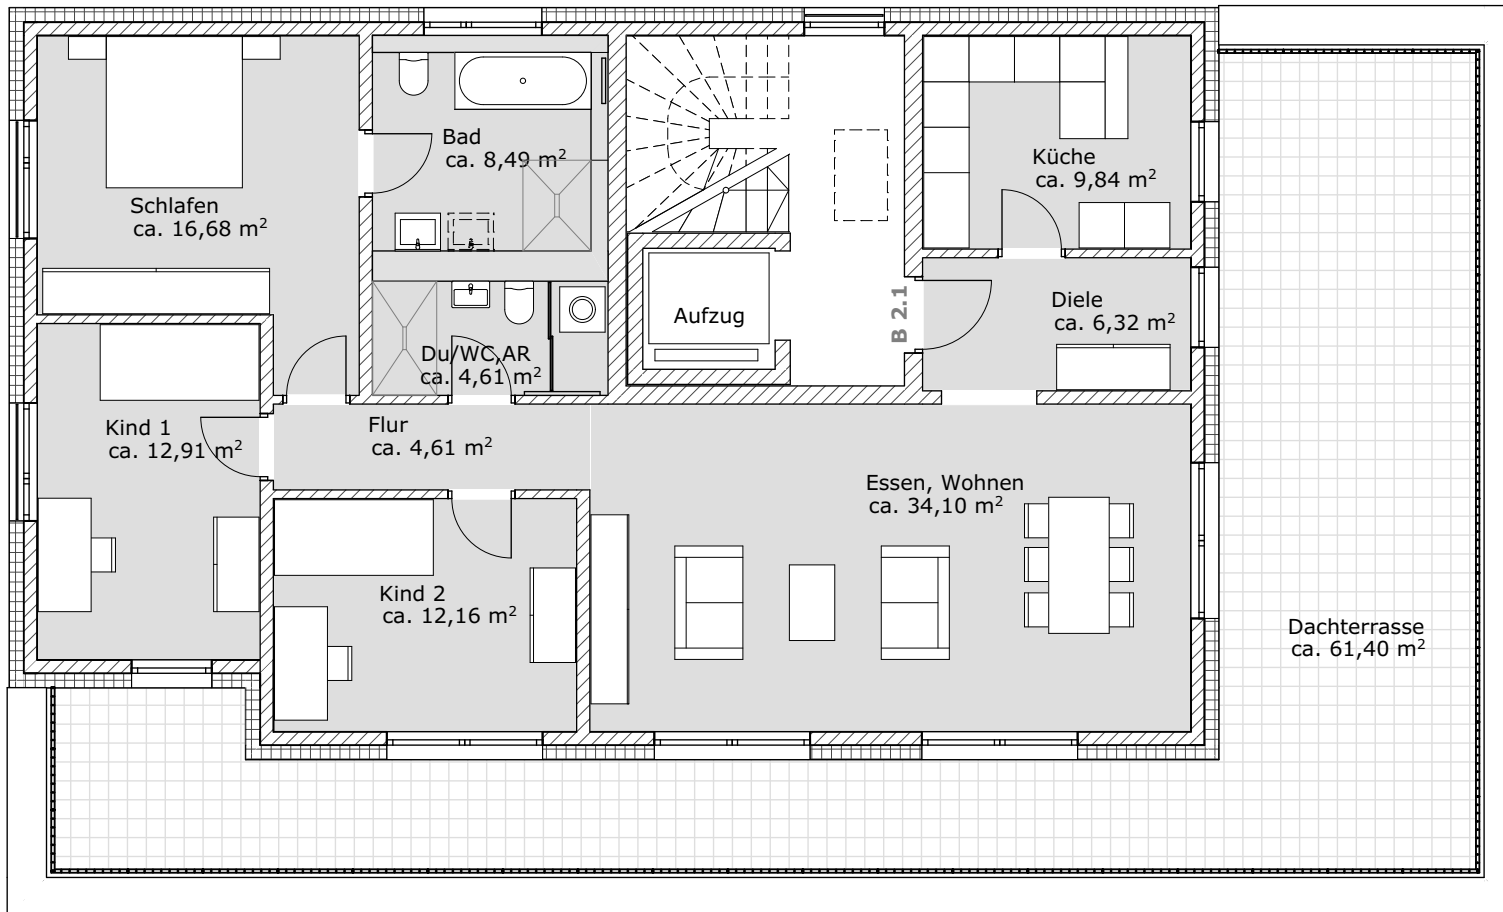 Bad
ca. 8,49 m²
Küche
ca. 9,84 m²
Schlafen
ca. 16,68 m²
Aufzug
B 2.1
Diele
ca. 6,32 m²
Du/WC,AR
ca. 4,61 m²
Kind 1
ca. 12,91 m²
Flur
ca. 4,61 m²
Essen, Wohnen
ca. 34,10 m²
Kind 2
ca. 12,16 m²
Dachterrasse
ca. 61,40 m²